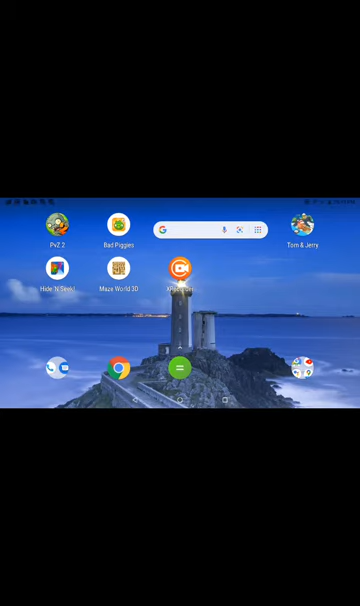 PvZ 2
Bad Piggies
Tom & Jerry
Hide 'N Seek!
Maze World 3D
XRecorder